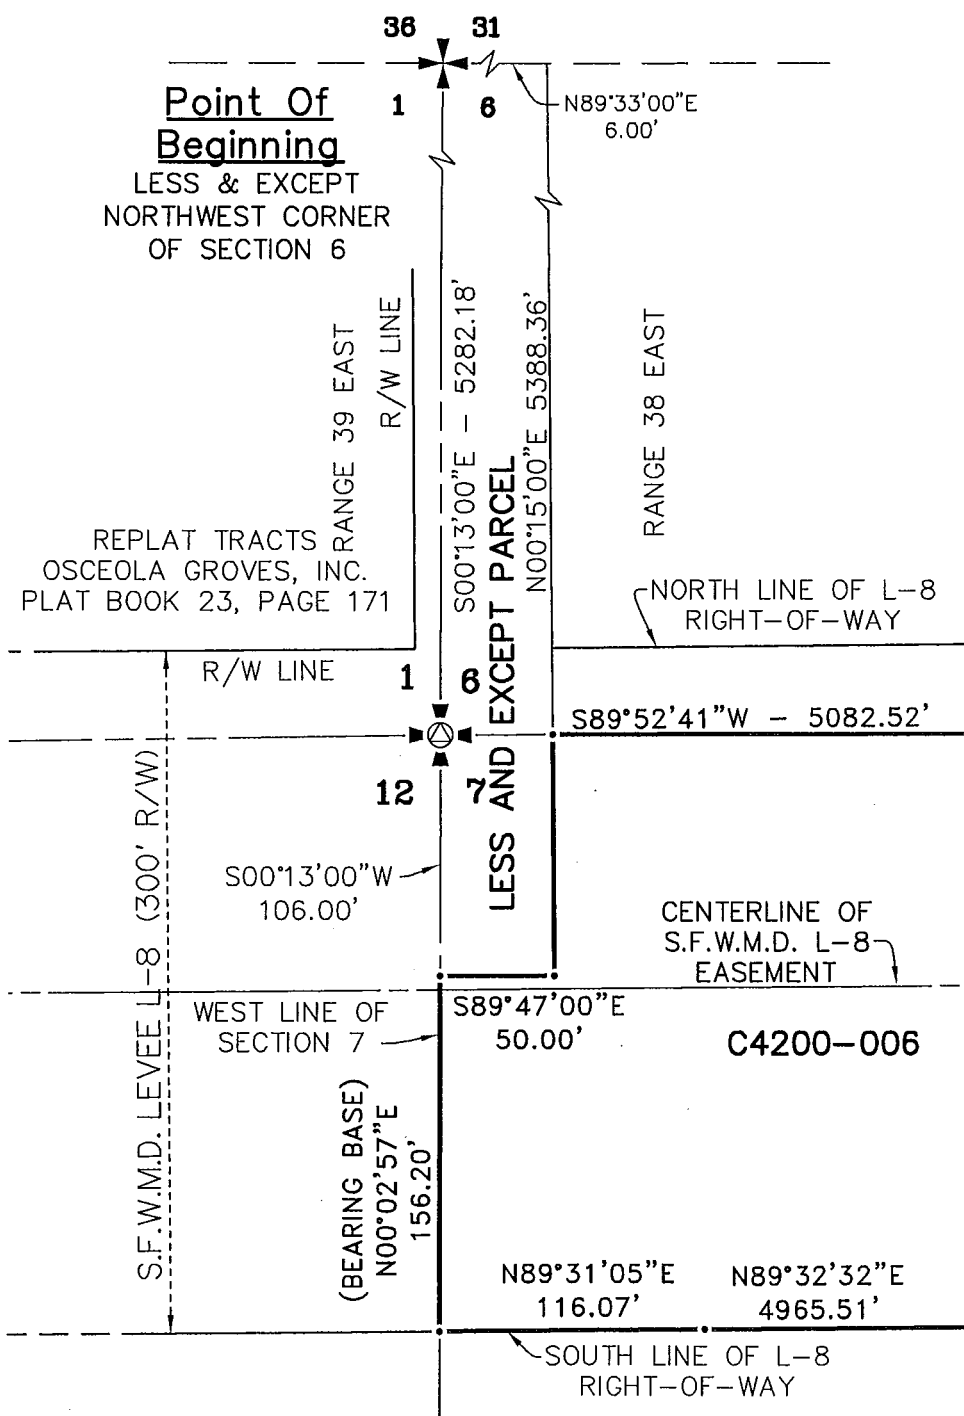 36 31
Point Of
Beginning
1 6
N89°33'00"E
6.00'
LESS & EXCEPT
NORTHWEST CORNER
OF SECTION 6
RANGE 39 EAST
R/W LINE
S00°13'00"E – 5282.18'
LESS AND EXCEPT PARCEL
N00°15'00"E 5388.36'
RANGE 38 EAST
REPLAT TRACTS
OSCEOLA GROVES, INC.
PLAT BOOK 23, PAGE 171
NORTH LINE OF L-8
RIGHT-OF-WAY
R/W LINE
1 6
S89°52'41"W – 5082.52'
12 7
S.F.W.M.D. LEVEE L-8 (300' R/W)
S00°13'00"W
106.00'
CENTERLINE OF
S.F.W.M.D. L-8
EASEMENT
WEST LINE OF
SECTION 7
S89°47'00"E
50.00'
C4200-006
(BEARING BASE)
N00°02'57"E
156.20'
N89°31'05"E
116.07'
N89°32'32"E
4965.51'
SOUTH LINE OF L-8
RIGHT-OF-WAY